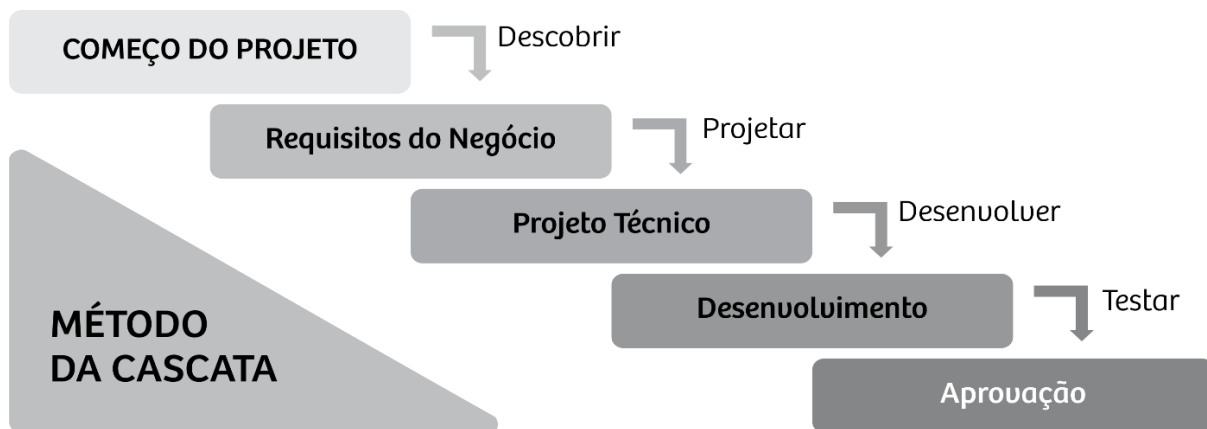 COMEÇO DO PROJETO
Descobrir
Requisitos do Negócio
Projetar
Projeto Técnico
Desenvolver
Desenvolvimento
Testar
Aprovação
MÉTODO
DA CASCATA